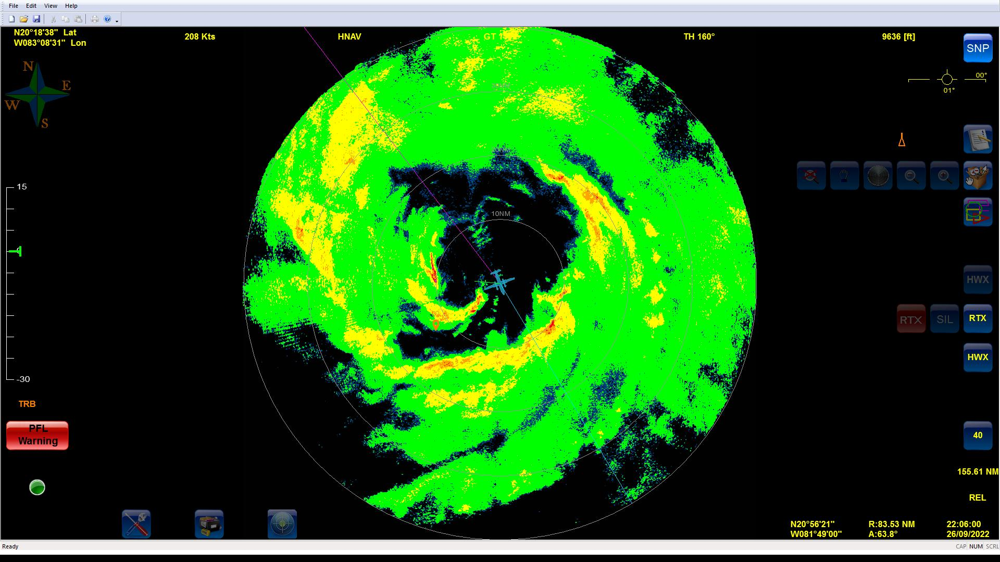 File Edit View Help
N20°18'38" Lat
W083°08'31" Lon
208 Kts
HNAV
GT
TH 160°
9636 [ft]
SNP
N
E
W
S
00°
01°
15
-30
10NM
TRB
PFL
Warning
HWX
RTX
SIL
RTX
HWX
40
155.61 NM
REL
N20°56'21"
W081°49'00"
R:83.53 NM
A:63.8°
22:06:00
26/09/2022
Ready
CAP NUM SCRL